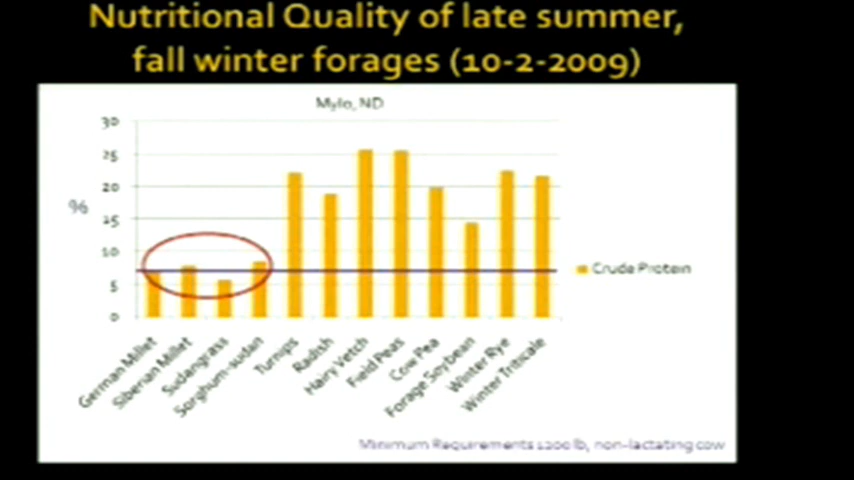 Nutritional Quality of late summer,
fall winter forages (10-2-2009)
Mylo, ND
30
25
20
15
10
5
0
%
Crude Protein
German Millet
Siberian Millet
Sudangrass
Sorghum-sudan
Turnips
Radish
Hairy Vetch
Field Peas
Cow Pea
Forage Soybean
Winter Rye
Winter Triticale
Minimum Requirements 1200 lb, non-lactating cow